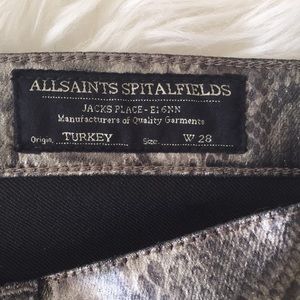 ALLSAINTS SPITALFIELDS
JACKS PLACE - E16NN
Manufacturers of Quality Garments
Origin. TURKEY Size. W 28